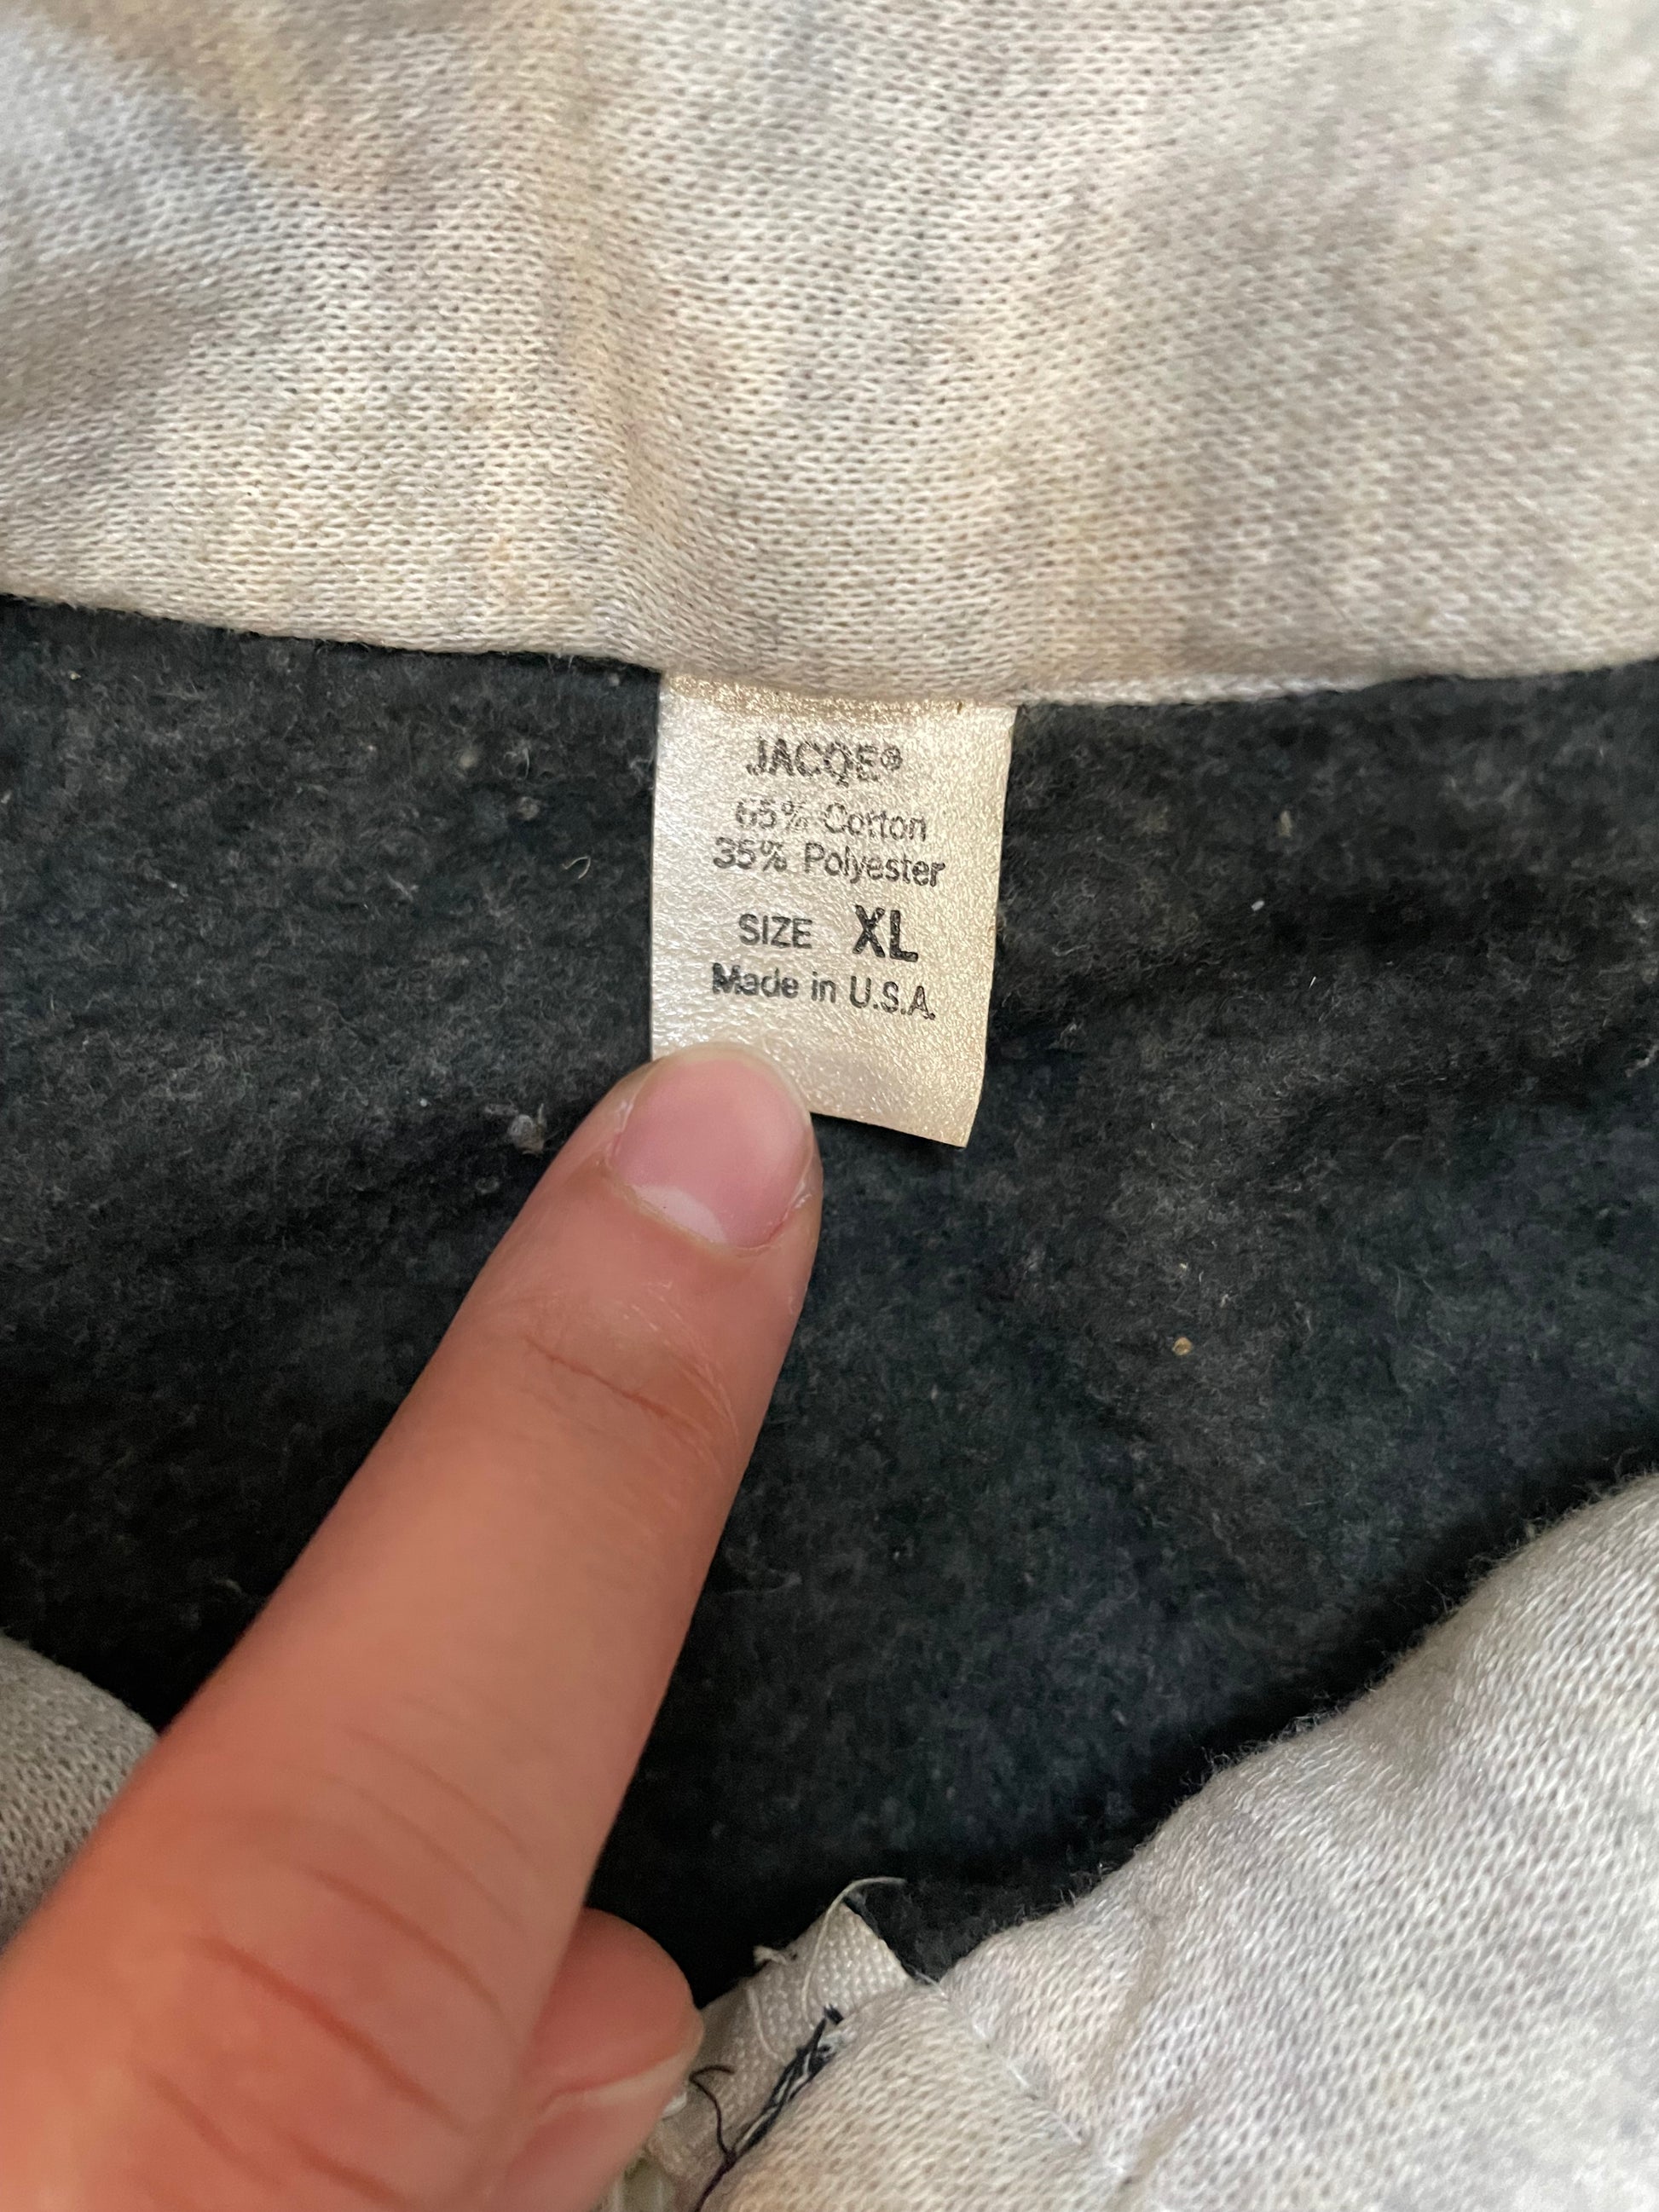 JACQE®
65% Cotton
35% Polyester
SIZE XL
Made in U.S.A.